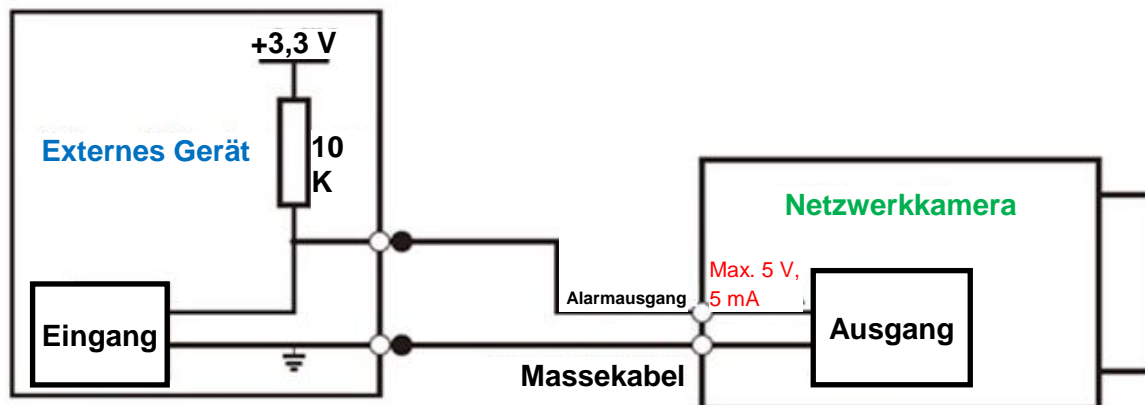 +3,3 V
Externes Gerät
10
K
Netzwerkkamera
Max. 5 V,
5 mA
Alarmausgang
Eingang
Ausgang
Massekabel